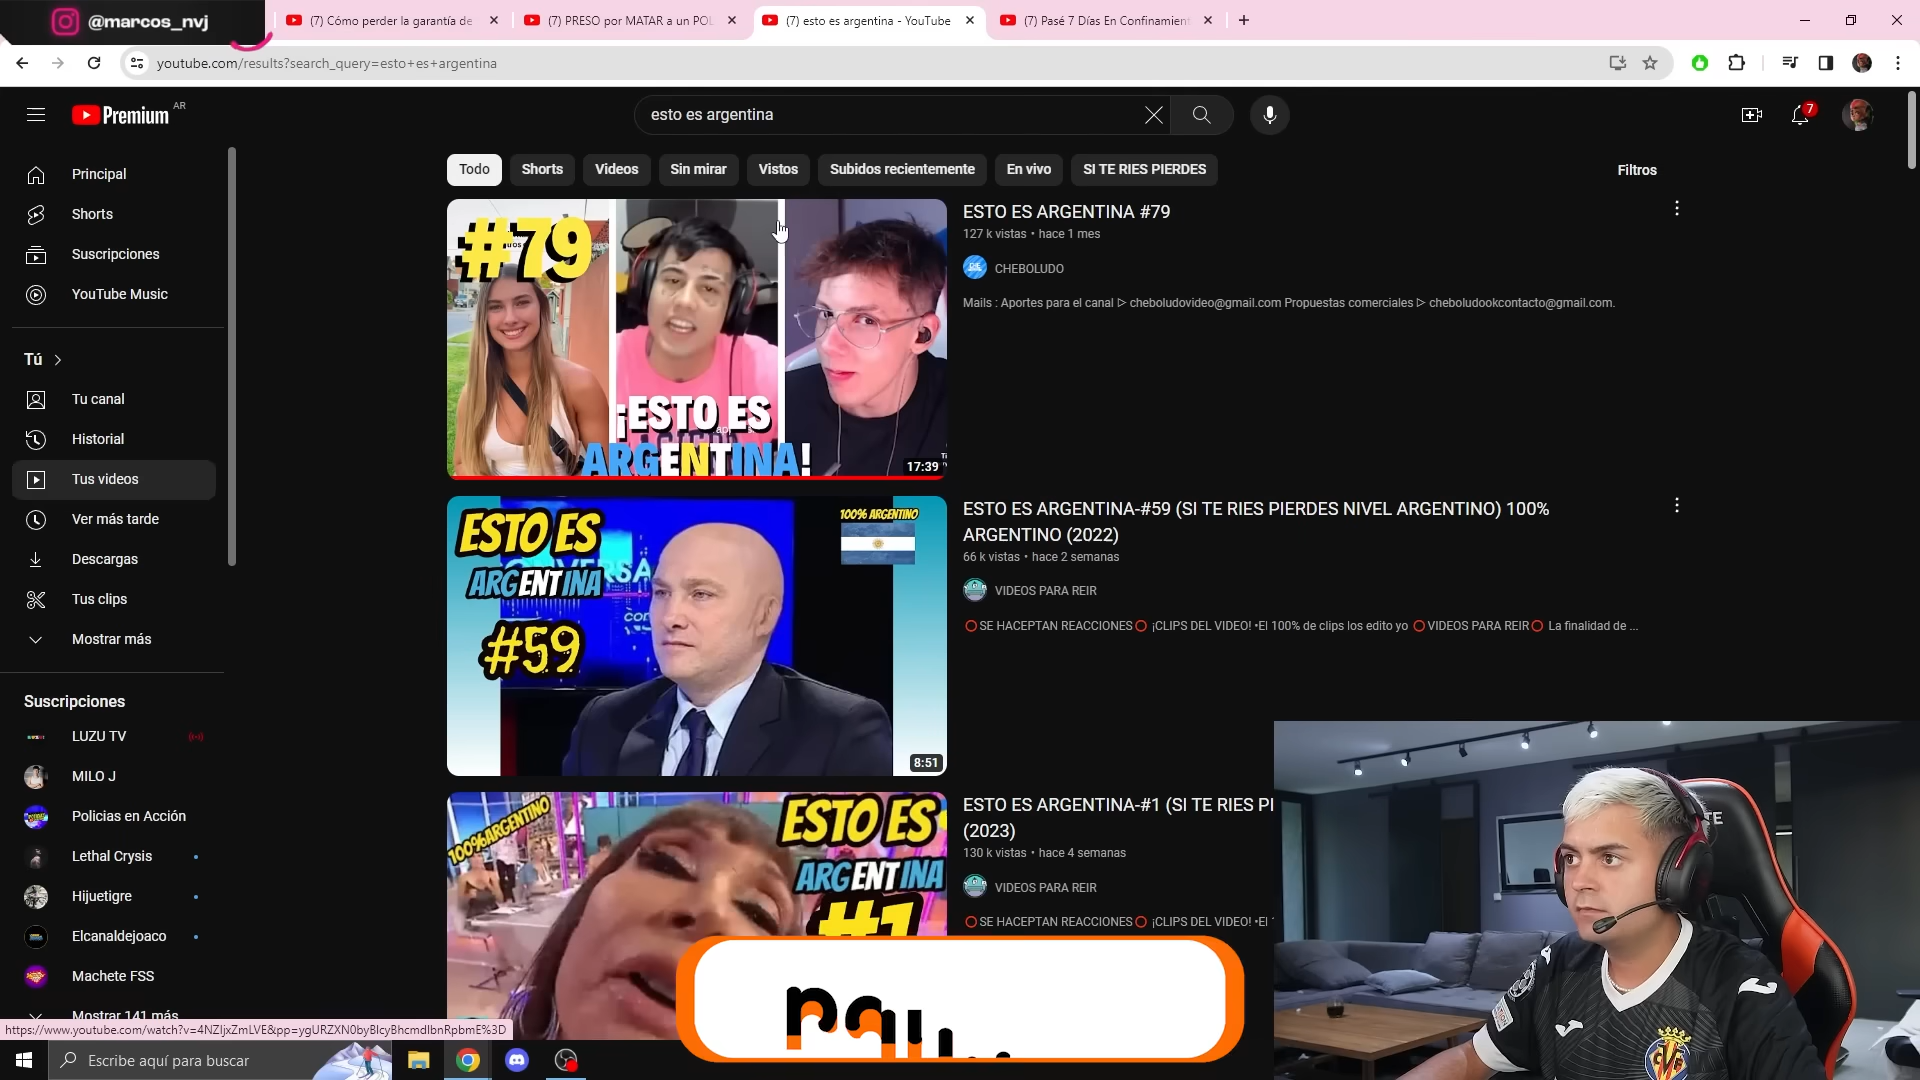 @marcos_nvj
(7) Cómo perder la garantía de
(7) PRESO por MATAR a un POL
(7) esto es argentina - YouTube
(7) Pasé 7 Días En Confinamient
youtube.com/results?search_query=esto+es+argentina
Premium AR
esto es argentina
7
Principal
Shorts
Suscripciones
YouTube Music
Tú
Tu canal
Historial
Tus videos
Ver más tarde
Descargas
Tus clips
Mostrar más
Suscripciones
LUZU TV
MILO J
Policias en Acción
Lethal Crysis
Hijuetigre
Elcanaldejoaco
Machete FSS
Mostrar 141 más
Todo
Shorts
Videos
Sin mirar
Vistos
Subidos recientemente
En vivo
SI TE RIES PIERDES
Filtros
#79
¡ESTO ES
ARGENTINA!
17:39
ESTO ES ARGENTINA #79
127 k vistas • hace 1 mes
CHEBOLUDO
Mails : Aportes para el canal ▷ cheboludovideo@gmail.com Propuestas comerciales ▷ cheboludookcontacto@gmail.com.
ESTO ES
ARGENTINA
#59
100% ARGENTINO
8:51
ESTO ES ARGENTINA-#59 (SI TE RIES PIERDES NIVEL ARGENTINO) 100%
ARGENTINO (2022)
66 k vistas • hace 2 semanas
VIDEOS PARA REIR
⭕SE HACEPTAN REACCIONES⭕ ¡CLIPS DEL VIDEO! •El 100% de clips los edito yo ⭕VIDEOS PARA REIR⭕ La finalidad de ...
100% ARGENTINO
ESTO ES
ARGENTINA
#1
ESTO ES ARGENTINA-#1 (SI TE RIES PI
(2023)
130 k vistas • hace 4 semanas
VIDEOS PARA REIR
⭕SE HACEPTAN REACCIONES⭕ ¡CLIPS DEL VIDEO! •El
https://www.youtube.com/watch?v=4NZIjxZmLVE&pp=ygURZXN0byBlcyBhcmdlbnRpbmE%3D
Escribe aquí para buscar